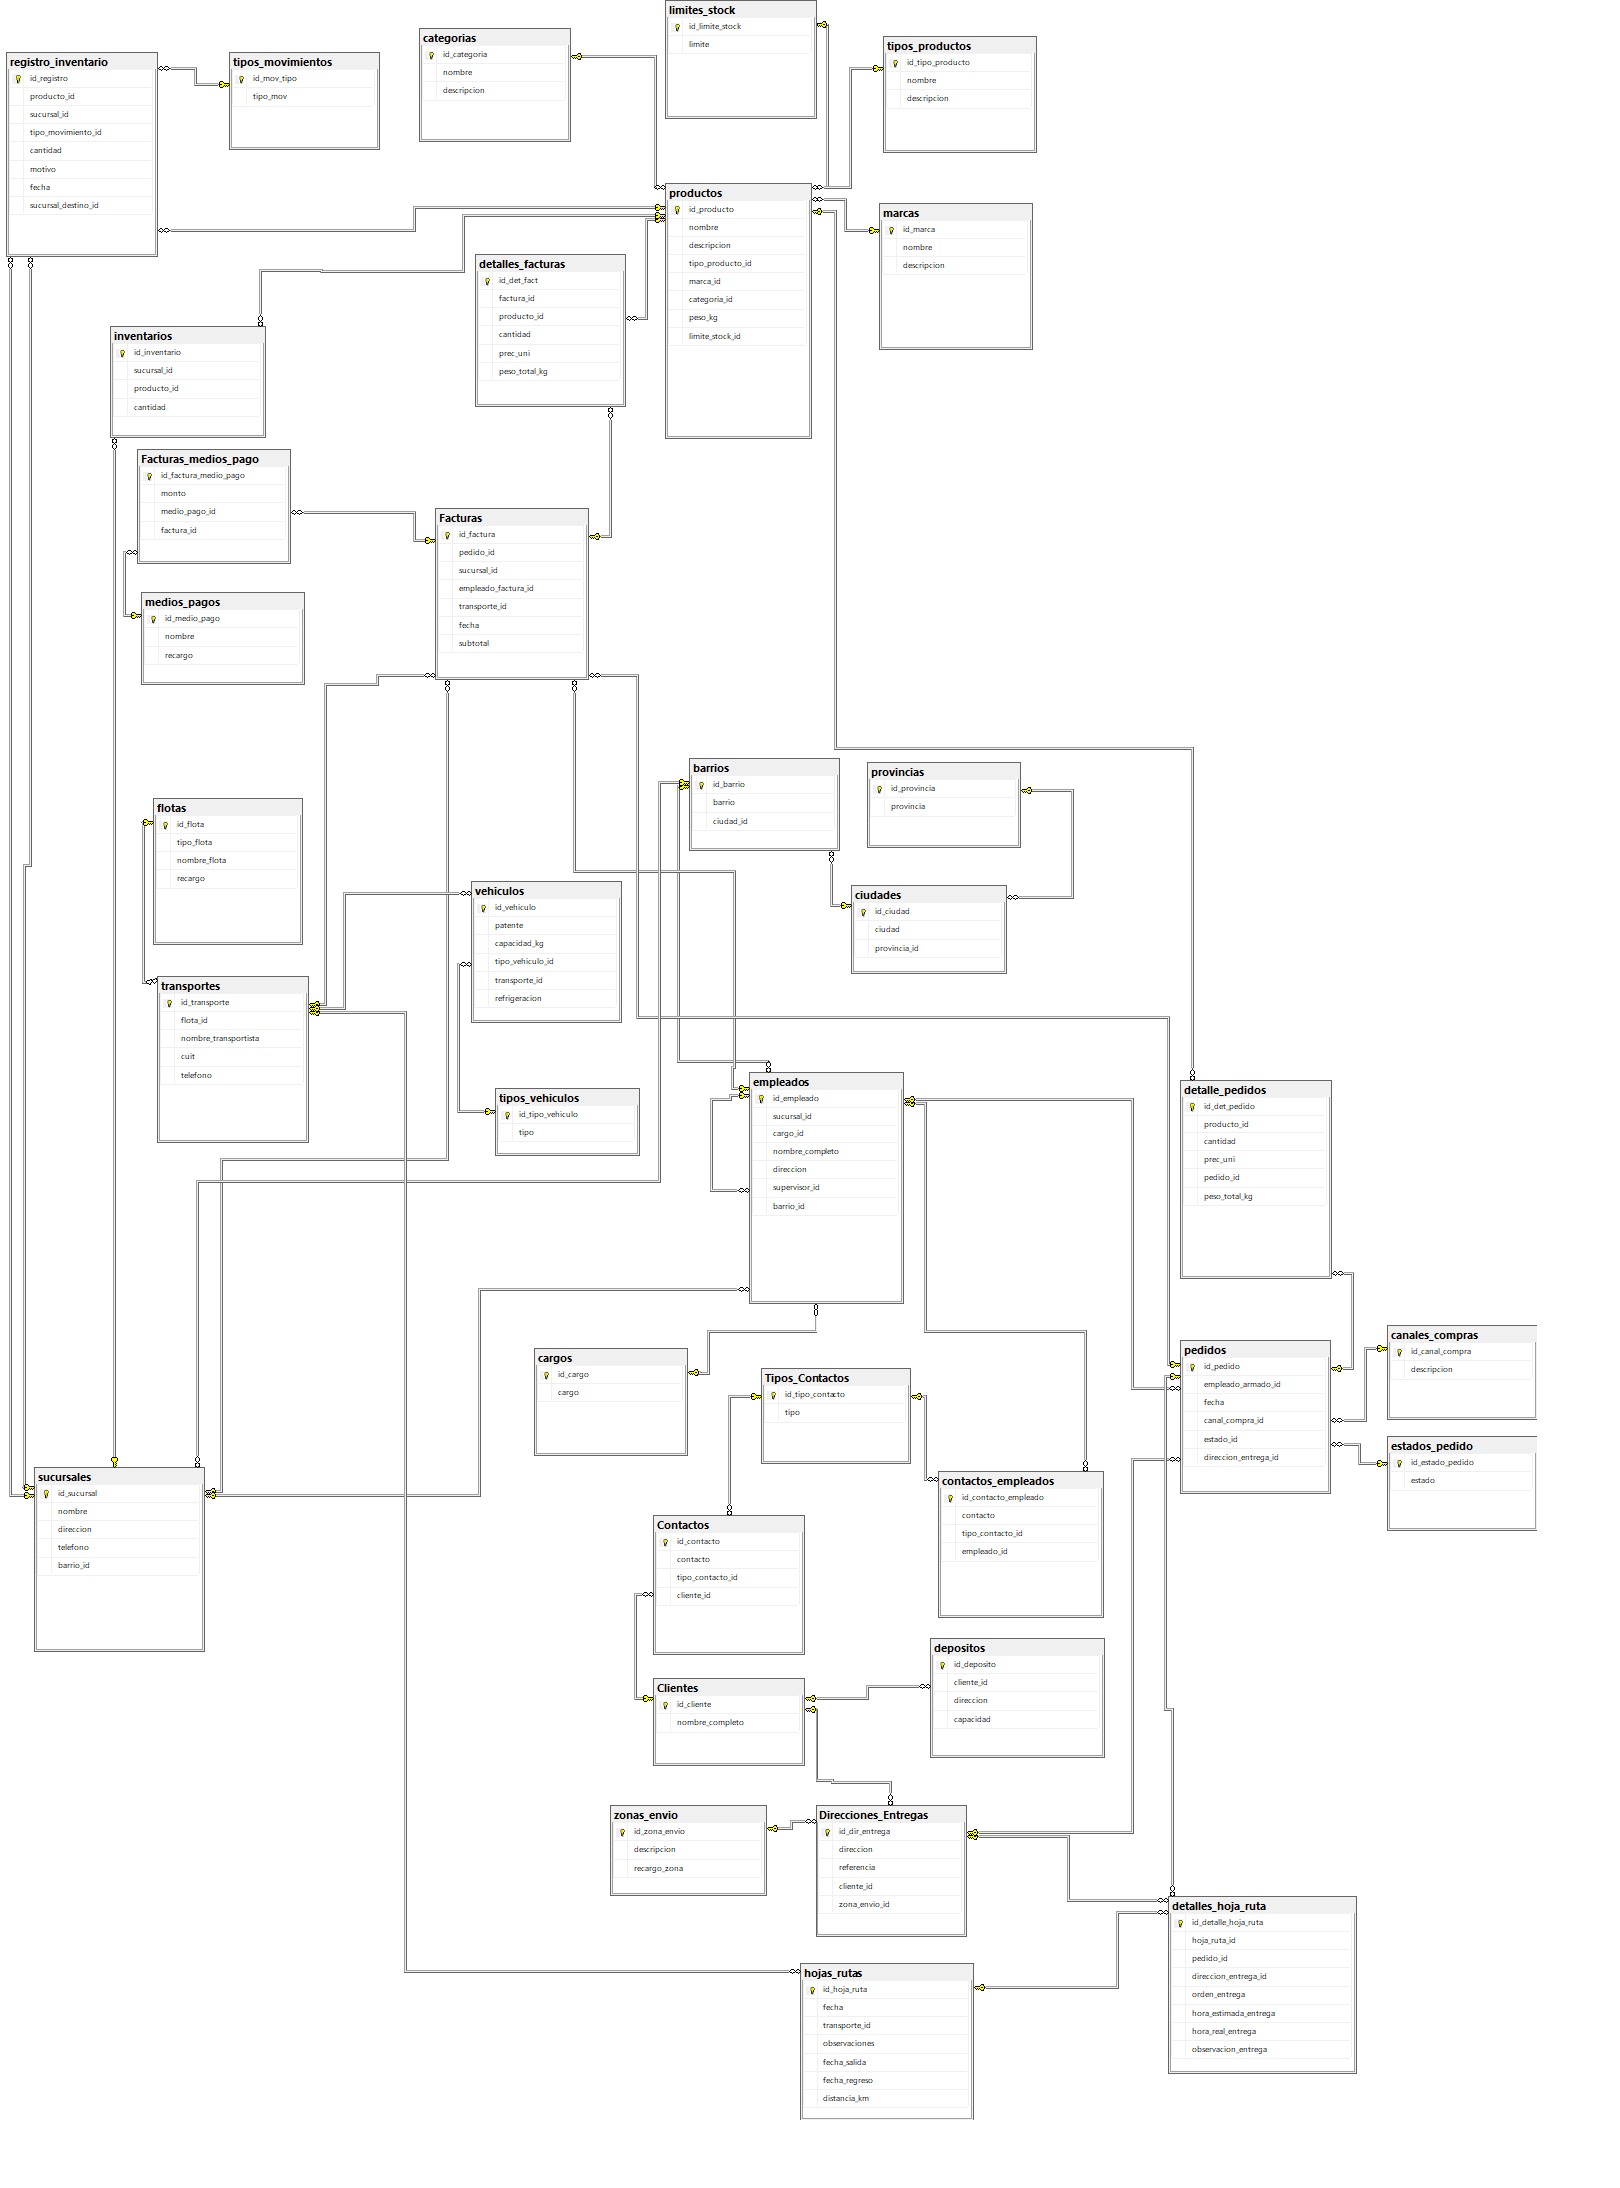 limites_stock
id_limite_stock
limite
categorias
id_categoria
nombre
descripcion
tipos_productos
id_tipo_producto
nombre
descripcion
registro_inventario
id_registro
producto_id
sucursal_id
tipo_movimiento_id
cantidad
motivo
fecha
sucursal_destino_id
tipos_movimientos
id_mov_tipo
tipo_mov
productos
id_producto
nombre
descripcion
tipo_producto_id
marca_id
categoria_id
peso_kg
limite_stock_id
marcas
id_marca
nombre
descripcion
detalles_facturas
id_det_fact
factura_id
producto_id
cantidad
prec_uni
peso_total_kg
inventarios
id_inventario
sucursal_id
producto_id
cantidad
Facturas_medios_pago
id_factura_medio_pago
monto
medio_pago_id
factura_id
Facturas
id_factura
pedido_id
sucursal_id
empleado_factura_id
transporte_id
fecha
subtotal
medios_pagos
id_medio_pago
nombre
recargo
barrios
id_barrio
barrio
ciudad_id
provincias
id_provincia
provincia
flotas
id_flota
tipo_flota
nombre_flota
recargo
vehiculos
id_vehiculo
patente
capacidad_kg
tipo_vehiculo_id
transporte_id
refrigeracion
ciudades
id_ciudad
ciudad
provincia_id
transportes
id_transporte
flota_id
nombre_transportista
cuit
telefono
empleados
id_empleado
sucursal_id
cargo_id
nombre_completo
direccion
supervisor_id
barrio_id
detalle_pedidos
id_det_pedido
producto_id
cantidad
prec_uni
pedido_id
peso_total_kg
tipos_vehiculos
id_tipo_vehiculo
tipo
canales_compras
id_canal_compra
descripcion
pedidos
id_pedido
empleado_armado_id
fecha
canal_compra_id
estado_id
direccion_entrega_id
cargos
id_cargo
cargo
Tipos_Contactos
id_tipo_contacto
tipo
estados_pedido
id_estado_pedido
estado
sucursales
id_sucursal
nombre
direccion
telefono
barrio_id
contactos_empleados
id_contacto_empleado
contacto
tipo_contacto_id
empleado_id
Contactos
id_contacto
contacto
tipo_contacto_id
cliente_id
depositos
id_deposito
cliente_id
direccion
capacidad
Clientes
id_cliente
nombre_completo
zonas_envio
id_zona_envio
descripcion
recargo_zona
Direcciones_Entregas
id_dir_entrega
direccion
referencia
cliente_id
zona_envio_id
detalles_hoja_ruta
id_detalle_hoja_ruta
hoja_ruta_id
pedido_id
direccion_entrega_id
orden_entrega
hora_estimada_entrega
hora_real_entrega
observacion_entrega
hojas_rutas
id_hoja_ruta
fecha
transporte_id
observaciones
fecha_salida
fecha_regreso
distancia_km